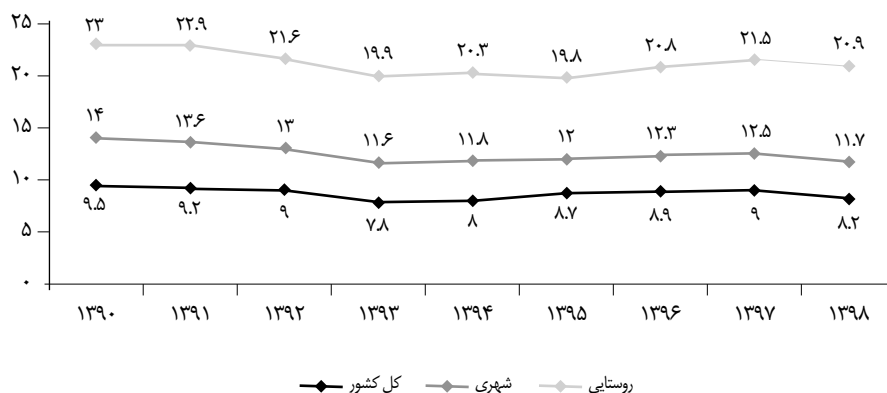 ۲۵
۲۰
۱۵
۱۰
۵
۰
۲۳ ۲۲.۹ ۲۱.۶ ۱۹.۹ ۲۰.۳ ۱۹.۸ ۲۰.۸ ۲۱.۵ ۲۰.۹
۱۴ ۱۳.۶ ۱۳ ۱۱.۶ ۱۱.۸ ۱۲ ۱۲.۳ ۱۲.۵ ۱۱.۷
۹.۵ ۹.۲ ۹ ۷.۸ ۸ ۸.۷ ۸.۹ ۹ ۸.۲
۱۳۹۰ ۱۳۹۱ ۱۳۹۲ ۱۳۹۳ ۱۳۹۴ ۱۳۹۵ ۱۳۹۶ ۱۳۹۷ ۱۳۹۸
روستایی شهری کل کشور